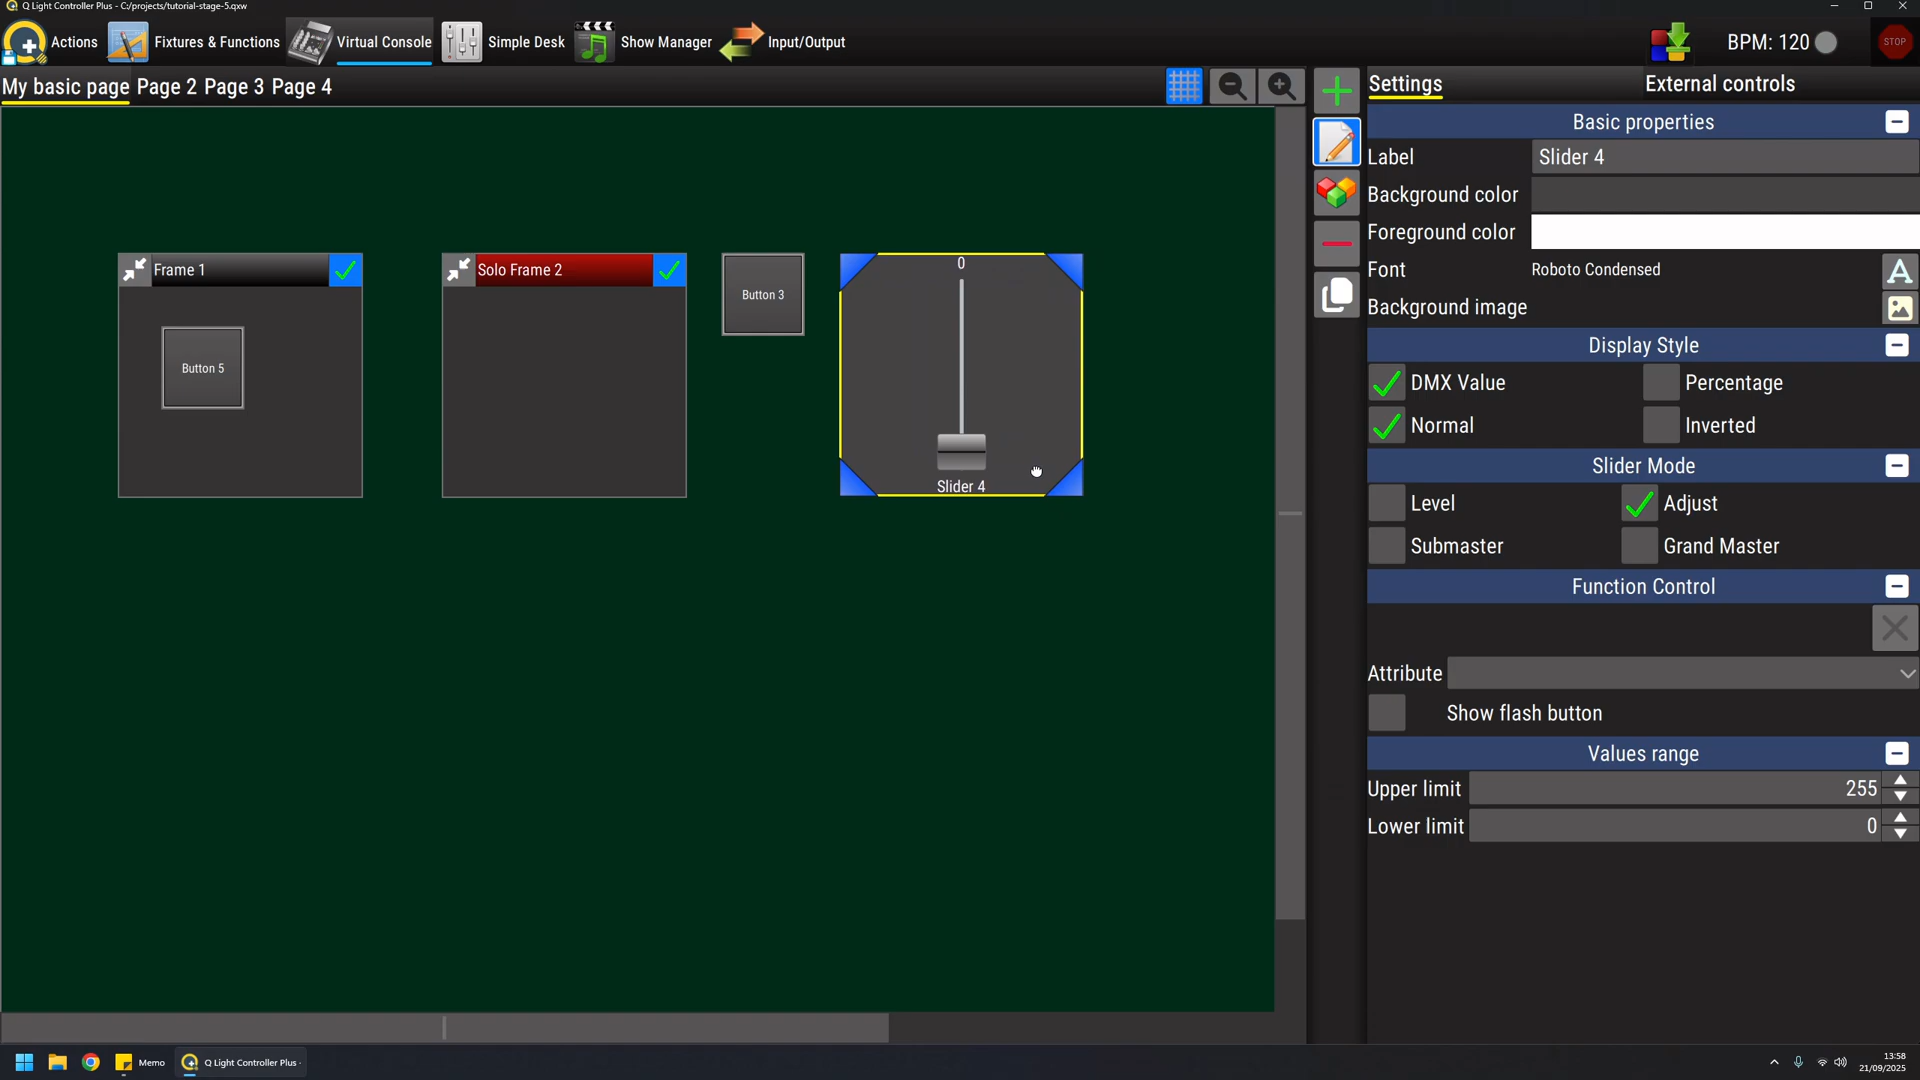 Q Light Controller Plus - C:/projects/tutorial-stage-5.qxw
Actions
Fixtures & Functions
Virtual Console
Simple Desk
Show Manager
Input/Output
BPM: 120
STOP
My basic page Page 2 Page 3 Page 4
Settings
External controls
Basic properties
Label
Slider 4
Background color
Foreground color
Font
Roboto Condensed
Background image
Display Style
DMX Value
Percentage
Normal
Inverted
Slider Mode
Level
Adjust
Submaster
Grand Master
Function Control
Attribute
Show flash button
Values range
Upper limit
255
Lower limit
0
Frame 1
Button 5
Solo Frame 2
Button 3
0
Slider 4
Memo
Q Light Controller Plus -
13:58
21/09/2025